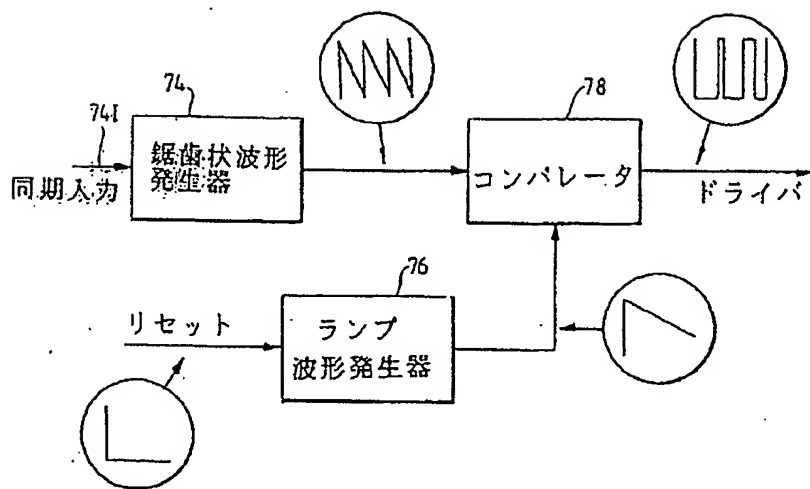 74I
同期入力
74
鋸歯状波形
発生器
78
コンパレータ
ドライバ
リセット
76
ランプ
波形発生器